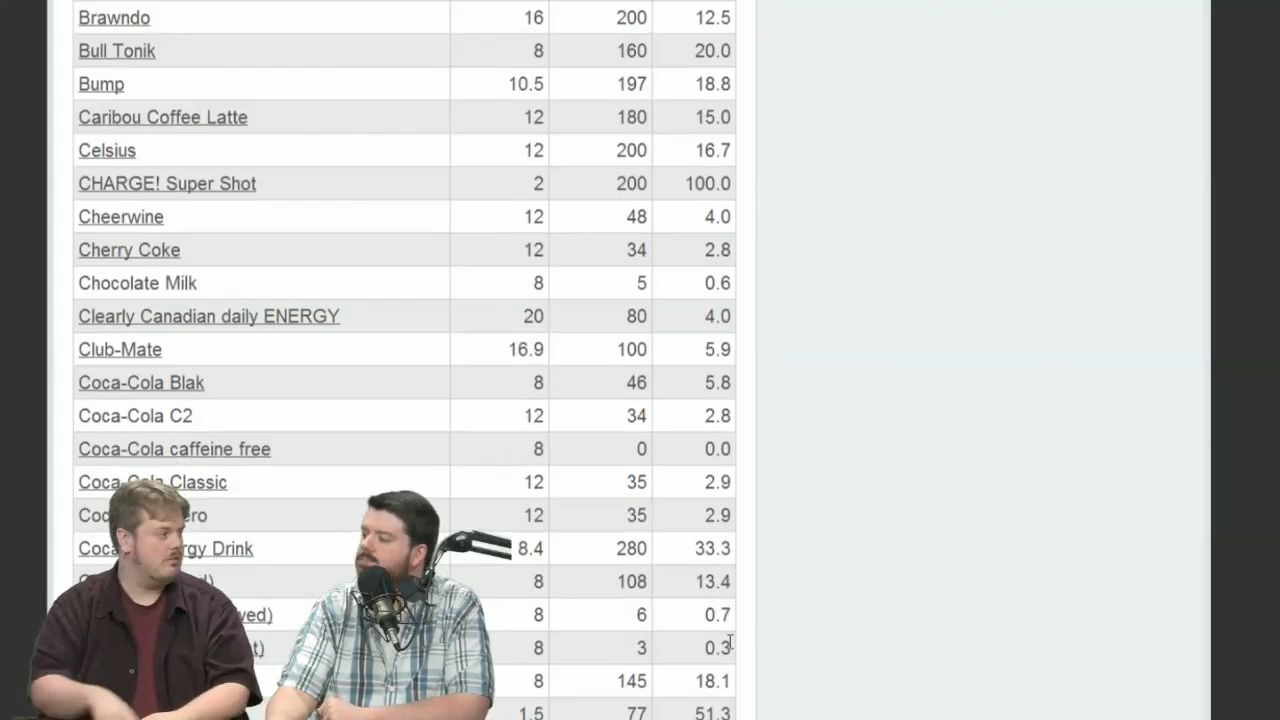 Brawndo 16 200 12.5
Bull Tonik 8 160 20.0
Bump 10.5 197 18.8
Caribou Coffee Latte 12 180 15.0
Celsius 12 200 16.7
CHARGE! Super Shot 2 200 100.0
Cheerwine 12 48 4.0
Cherry Coke 12 34 2.8
Chocolate Milk 8 5 0.6
Clearly Canadian daily ENERGY 20 80 4.0
Club-Mate 16.9 100 5.9
Coca-Cola Blak 8 46 5.8
Coca-Cola C2 12 34 2.8
Coca-Cola caffeine free 8 0 0.0
Coca-Cola Classic 12 35 2.9
12 35 2.9
Drink 8.4 280 33.3
8 108 13.4
8 6 0.7
8 3 0.3
8 145 18.1
1.5 77 51.3